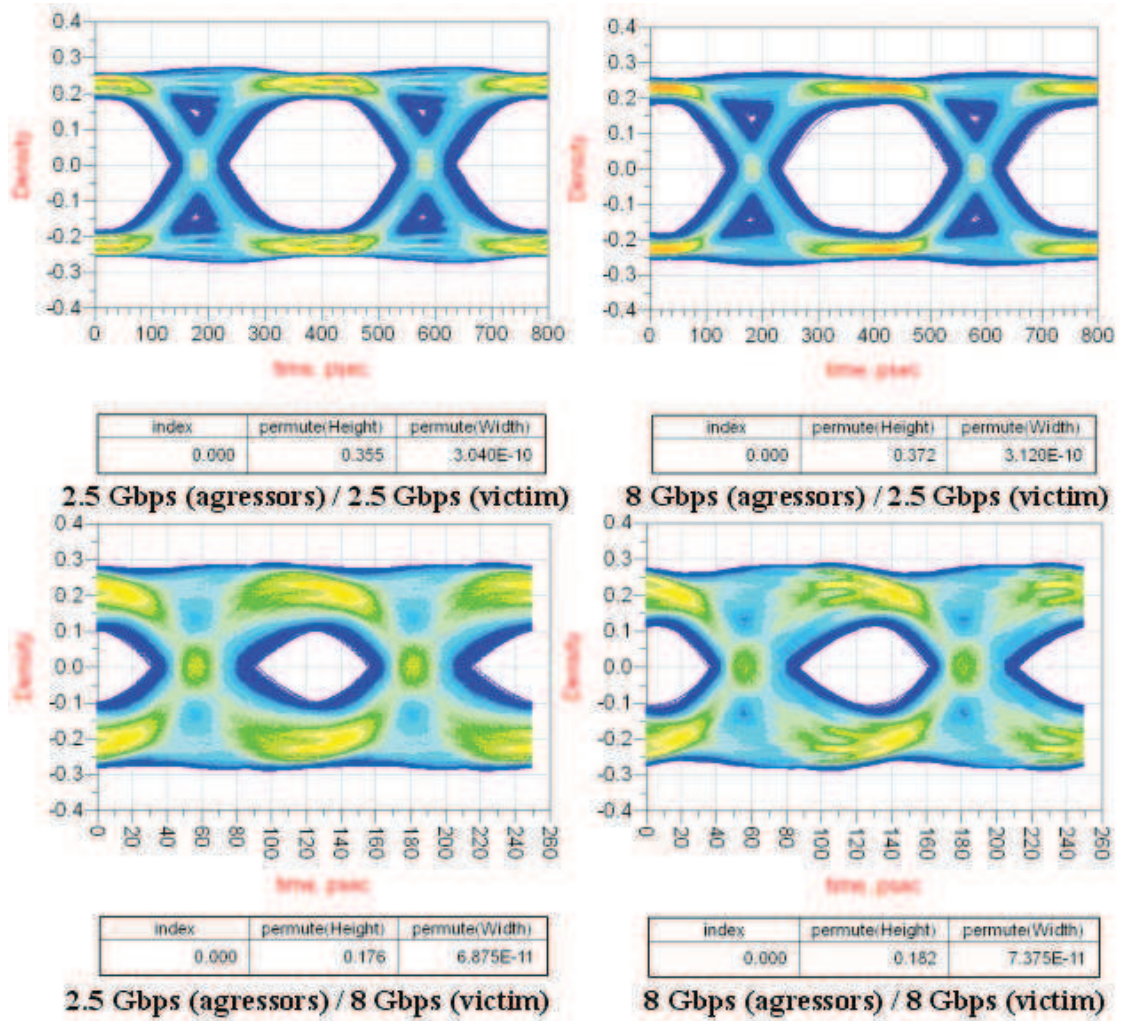 0.4
0.3
0.2
0.1
0.0
-0.1
-0.2
-0.3
-0.4
Density
0 100 200 300 400 500 600 700 800
time, psec
index permute(Height) permute(Width)
0.000 0.355 3.040E-10
2.5 Gbps (agressors) / 2.5 Gbps (victim)
0.4
0.3
0.2
0.1
0.0
-0.1
-0.2
-0.3
-0.4
Density
0 100 200 300 400 500 600 700 800
time, psec
index permute(Height) permute(Width)
0.000 0.372 3.120E-10
8 Gbps (agressors) / 2.5 Gbps (victim)
0.4
0.3
0.2
0.1
0.0
-0.1
-0.2
-0.3
-0.4
Density
0 20 40 60 80 100 120 140 160 180 200 220 240 260
time, psec
index permute(Height) permute(Width)
0.000 0.176 6.875E-11
2.5 Gbps (agressors) / 8 Gbps (victim)
0.4
0.3
0.2
0.1
0.0
-0.1
-0.2
-0.3
-0.4
Density
0 20 40 60 80 100 120 140 160 180 200 220 240 260
time, psec
index permute(Height) permute(Width)
0.000 0.182 7.375E-11
8 Gbps (agressors) / 8 Gbps (victim)